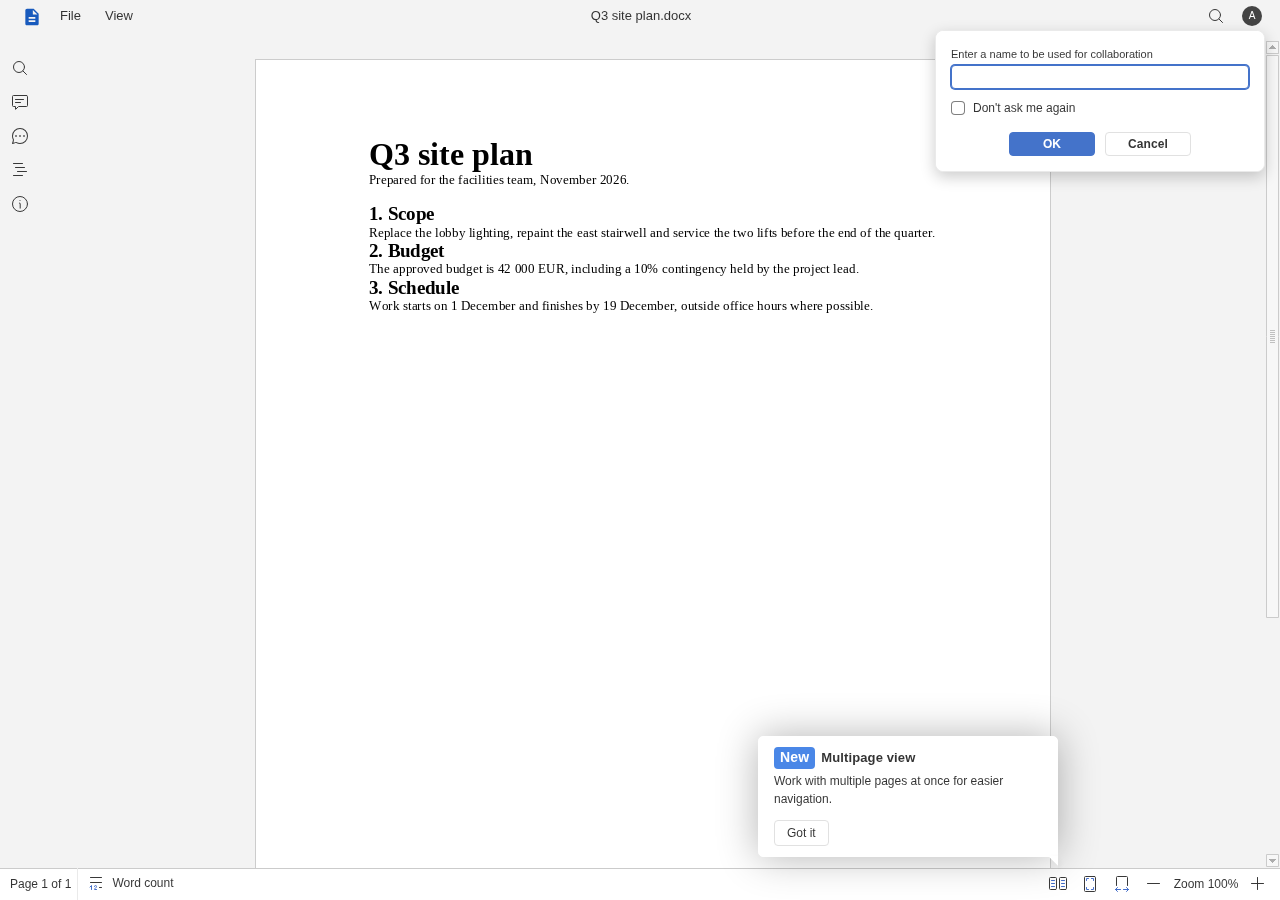 File View Q3 site plan.docx A
Enter a name to be used for collaboration
Don't ask me again
OK Cancel
Q3 site plan
Prepared for the facilities team, November 2026.
1. Scope
Replace the lobby lighting, repaint the east stairwell and service the two lifts before the end of the quarter.
2. Budget
The approved budget is 42 000 EUR, including a 10% contingency held by the project lead.
3. Schedule
Work starts on 1 December and finishes by 19 December, outside office hours where possible.
New Multipage view
Work with multiple pages at once for easier
navigation.
Got it
Page 1 of 1 Word count Zoom 100%